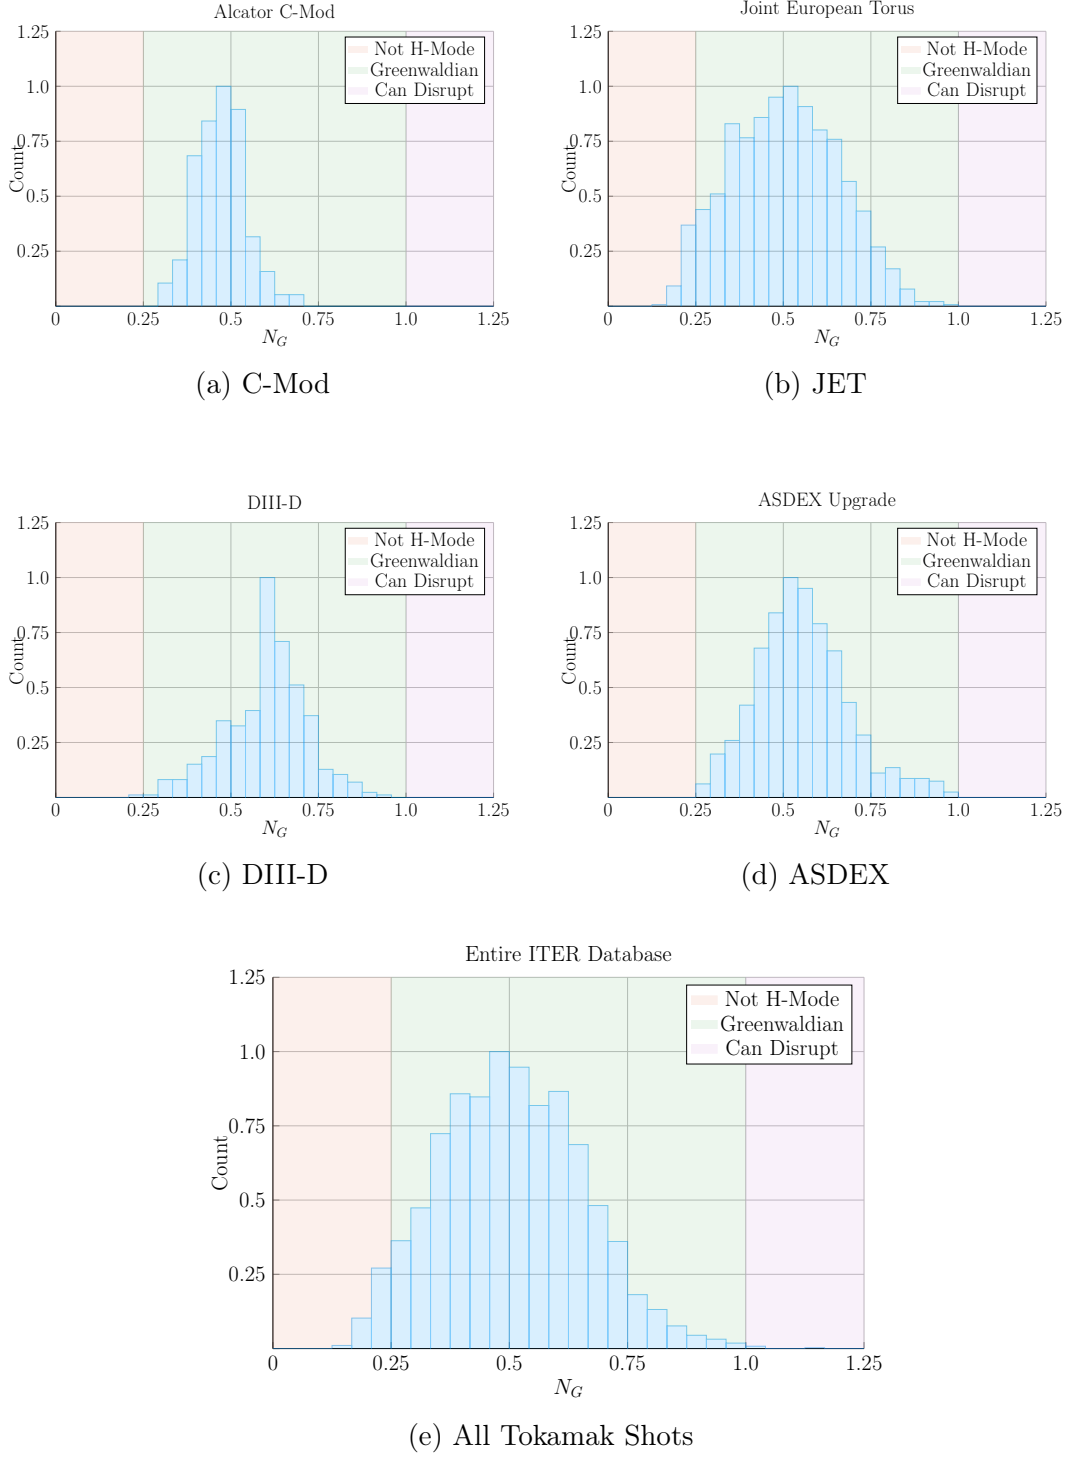 Alcator C-Mod
1.25
1.0
0.75
0.5
0.25
Count
0 0.25 0.5 0.75 1.0 1.25
N_G
Not H-Mode
Greenwaldian
Can Disrupt
(a) C-Mod
Joint European Torus
1.25
1.0
0.75
0.5
0.25
Count
0 0.25 0.5 0.75 1.0 1.25
N_G
Not H-Mode
Greenwaldian
Can Disrupt
(b) JET
DIII-D
1.25
1.0
0.75
0.5
0.25
Count
0 0.25 0.5 0.75 1.0 1.25
N_G
Not H-Mode
Greenwaldian
Can Disrupt
(c) DIII-D
ASDEX Upgrade
1.25
1.0
0.75
0.5
0.25
Count
0 0.25 0.5 0.75 1.0 1.25
N_G
Not H-Mode
Greenwaldian
Can Disrupt
(d) ASDEX
Entire ITER Database
1.25
1.0
0.75
0.5
0.25
Count
0 0.25 0.5 0.75 1.0 1.25
N_G
Not H-Mode
Greenwaldian
Can Disrupt
(e) All Tokamak Shots